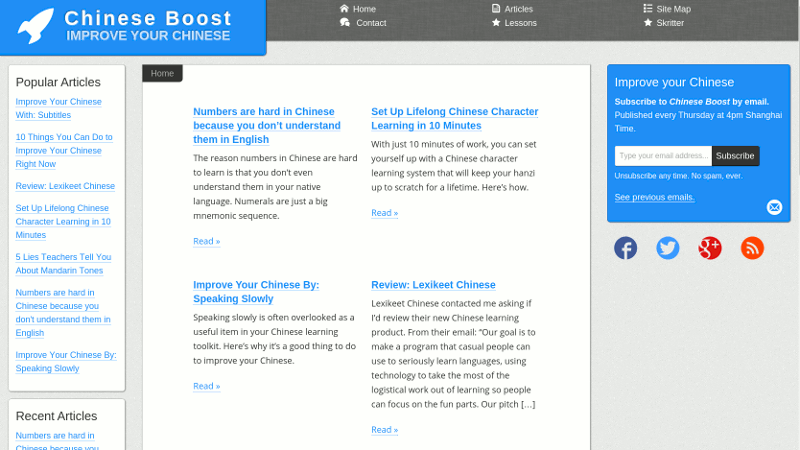 Chinese Boost
IMPROVE YOUR CHINESE
Home
Articles
Site Map
Contact
Lessons
Skritter
Popular Articles
Improve Your Chinese
With: Subtitles
10 Things You Can Do to
Improve Your Chinese
Right Now
Review: Lexikeet Chinese
Set Up Lifelong Chinese
Character Learning in 10
Minutes
5 Lies Teachers Tell You
About Mandarin Tones
Numbers are hard in
Chinese because you
don't understand them in
English
Improve Your Chinese By:
Speaking Slowly
Recent Articles
Numbers are hard in
Chinese because you
Home
Numbers are hard in Chinese
because you don’t understand
them in English
The reason numbers in Chinese are hard
to learn is that you don’t even
understand them in your native
language. Numerals are just a big
mnemonic sequence.
Read »
Set Up Lifelong Chinese Character
Learning in 10 Minutes
With just 10 minutes of work, you can set
yourself up with a Chinese character
learning system that will keep your hanzi
up to scratch for a lifetime. Here’s how.
Read »
Improve Your Chinese By:
Speaking Slowly
Speaking slowly is often overlooked as a
useful item in your Chinese learning
toolkit. Here’s why it’s a good thing to do
to improve your Chinese.
Read »
Review: Lexikeet Chinese
Lexikeet Chinese contacted me asking if
I’d review their new Chinese learning
product. From their email: “Our goal is to
make a program that casual people can
use to seriously learn languages, using
technology to take the most of the
logistical work out of learning so people
can focus on the fun parts. Our pitch […]
Read »
Improve your Chinese
Subscribe to Chinese Boost by email.
Published every Thursday at 4pm Shanghai
Time.
Type your email address...
Subscribe
Unsubscribe any time. No spam, ever.
See previous emails.